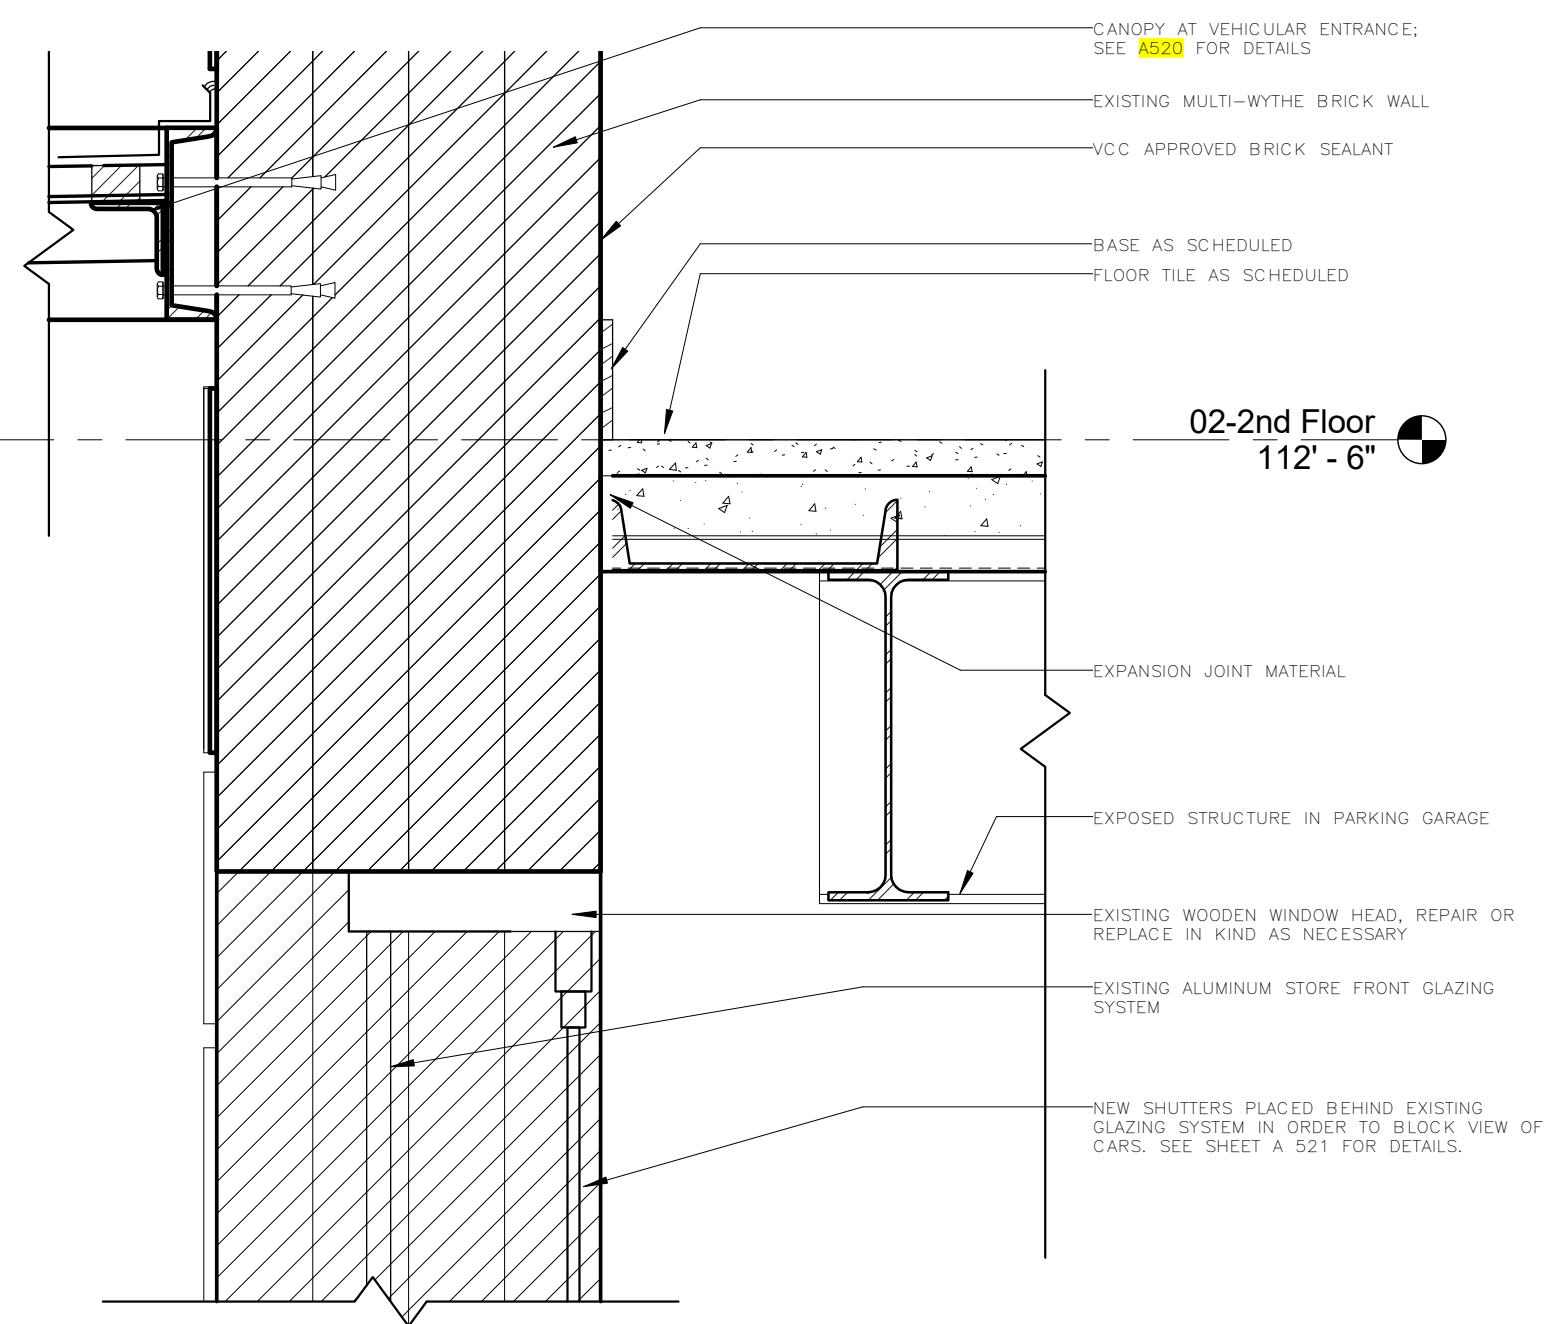 CANOPY AT VEHICULAR ENTRANCE;
SEE A520 FOR DETAILS
EXISTING MULTI-WYTHE BRICK WALL
VCC APPROVED BRICK SEALANT
BASE AS SCHEDULED
FLOOR TILE AS SCHEDULED
02-2nd Floor
112' - 6"
EXPANSION JOINT MATERIAL
EXPOSED STRUCTURE IN PARKING GARAGE
EXISTING WOODEN WINDOW HEAD, REPAIR OR
REPLACE IN KIND AS NECESSARY
EXISTING ALUMINUM STORE FRONT GLAZING
SYSTEM
NEW SHUTTERS PLACED BEHIND EXISTING
GLAZING SYSTEM IN ORDER TO BLOCK VIEW OF
CARS. SEE SHEET A 521 FOR DETAILS.